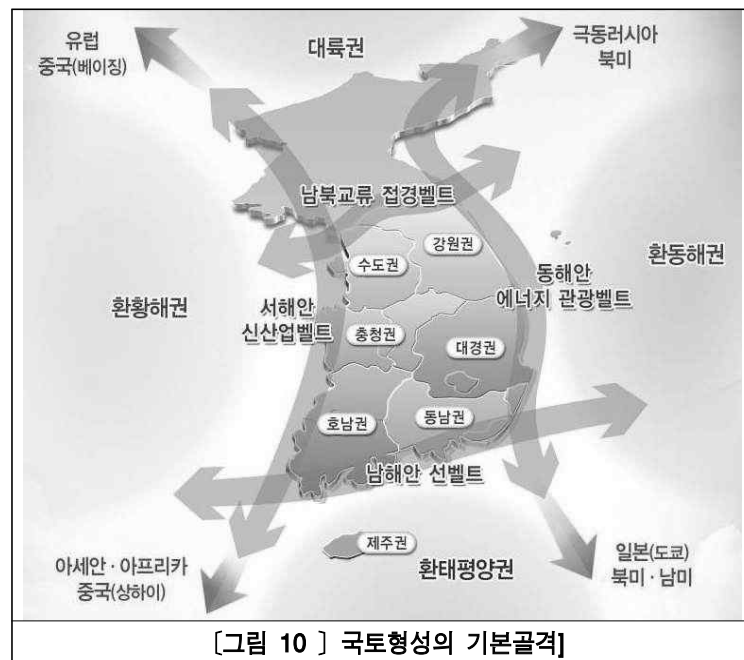 유럽
중국(베이징)
대륙권
극동러시아
북미
남북교류 접경벨트
강원권
수도권
환동해권
동해안
에너지 관광벨트
환황해권
서해안
신산업벨트
충청권
대경권
호남권
동남권
남해안 선벨트
제주권
아세안·아프리카
중국(상하이)
환태평양권
일본(도쿄)
북미·남미
〔그림 10 〕 국토형성의 기본골격]